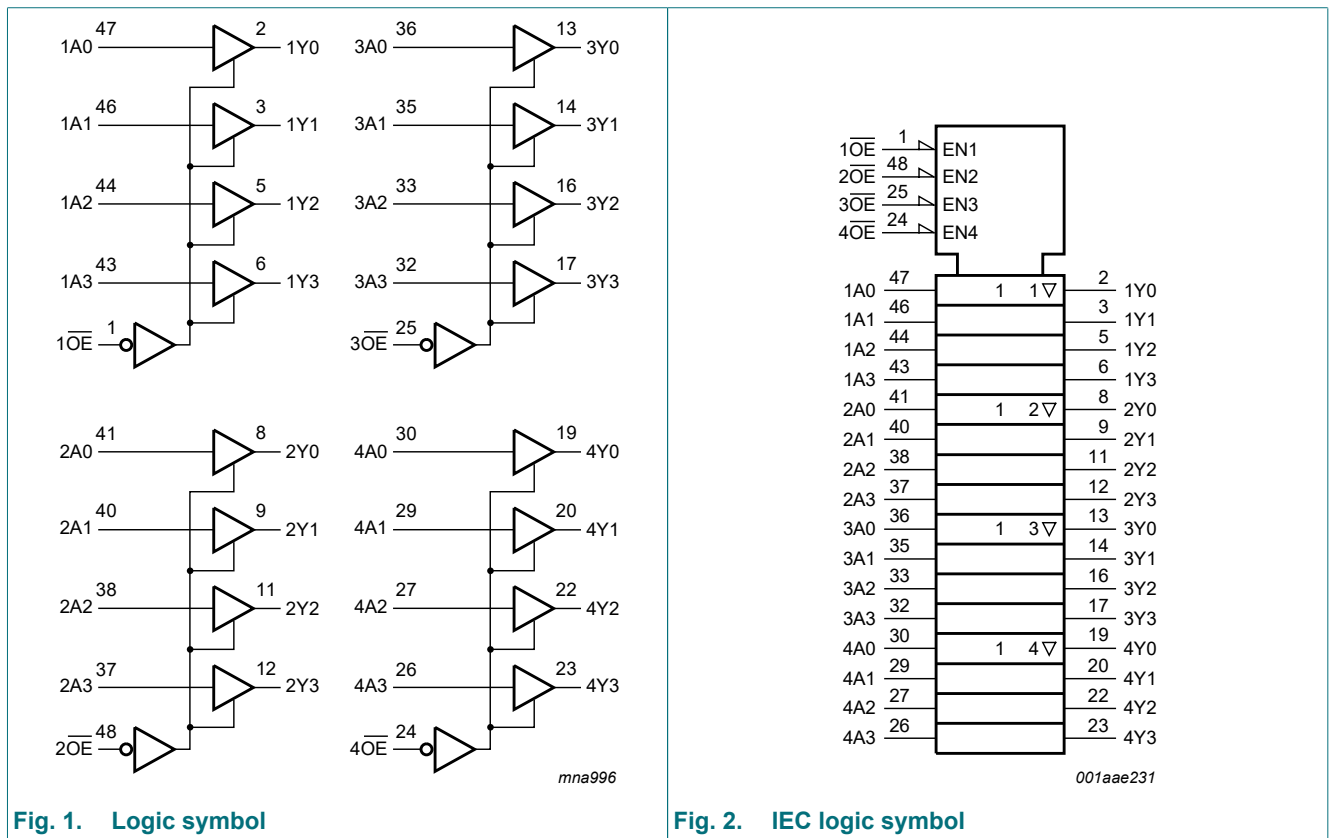 47 2 36 13
1A0 1Y0 3A0 3Y0
46 3 35 14
1A1 1Y1 3A1 3Y1
44 5 33 16
1A2 1Y2 3A2 3Y2
43 6 32 17
1A3 1Y3 3A3 3Y3
1 25
1O̅E̅ 3O̅E̅
41 8 30 19
2A0 2Y0 4A0 4Y0
40 9 29 20
2A1 2Y1 4A1 4Y1
38 11 27 22
2A2 2Y2 4A2 4Y2
37 12 26 23
2A3 2Y3 4A3 4Y3
48 24
2O̅E̅ 4O̅E̅
mna996
Fig. 1. Logic symbol
1O̅E̅ 1 EN1
2O̅E̅ 48 EN2
3O̅E̅ 25 EN3
4O̅E̅ 24 EN4
1A0 47 1 1▽ 2 1Y0
1A1 46 3 1Y1
1A2 44 5 1Y2
1A3 43 6 1Y3
2A0 41 1 2▽ 8 2Y0
2A1 40 9 2Y1
2A2 38 11 2Y2
2A3 37 12 2Y3
3A0 36 1 3▽ 13 3Y0
3A1 35 14 3Y1
3A2 33 16 3Y2
3A3 32 17 3Y3
4A0 30 1 4▽ 19 4Y0
4A1 29 20 4Y1
4A2 27 22 4Y2
4A3 26 23 4Y3
001aae231
Fig. 2. IEC logic symbol